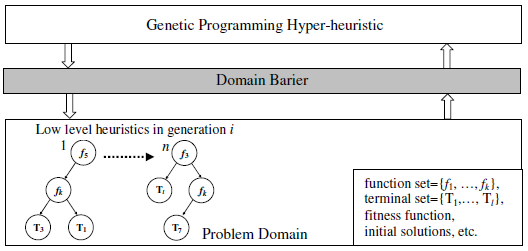 Genetic Programming Hyper-heuristic
Domain Barier
Low level heuristics in generation i
1 f5 n f3
fk Tl fk
T3 T1 T7
Problem Domain
function set={f1, …,fk},
terminal set={T1,…, Tl},
fitness function,
initial solutions, etc.